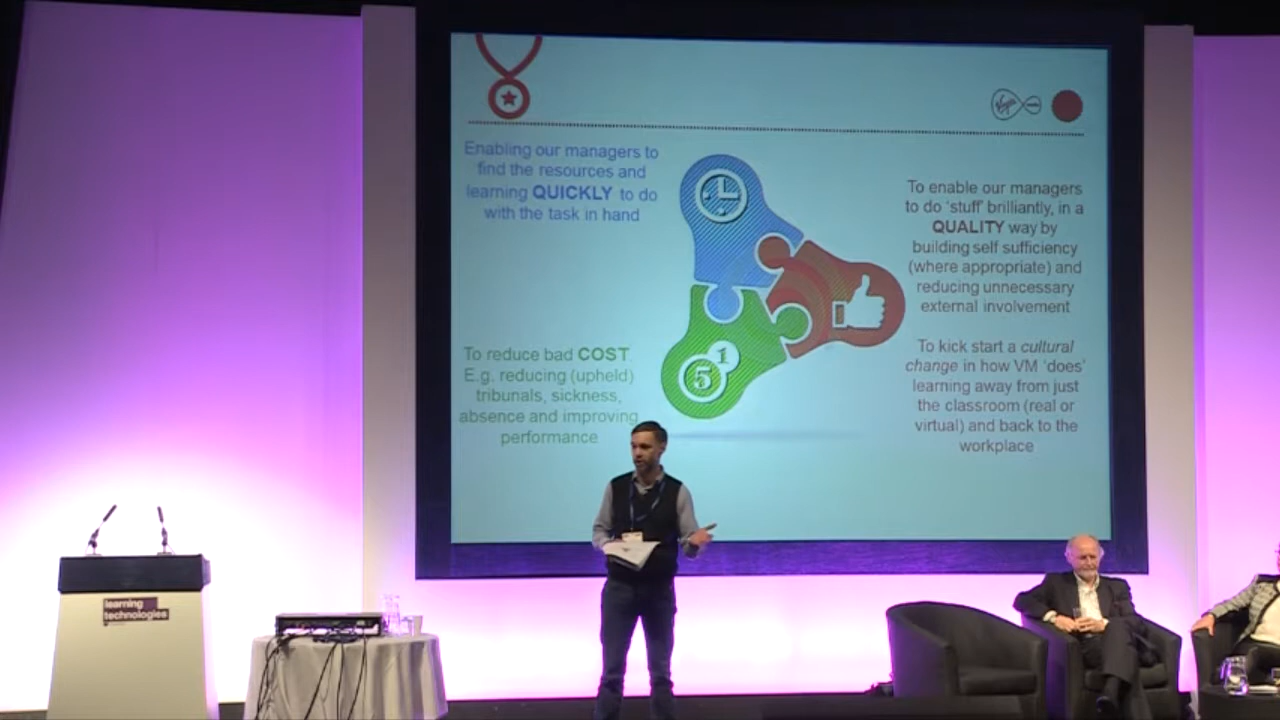 Virgin media
Enabling our managers to
find the resources and
learning QUICKLY to do
with the task in hand
To enable our managers
to do 'stuff' brilliantly, in a
QUALITY way by
building self sufficiency
(where appropriate) and
reducing unnecessary
external involvement
To reduce bad COST
E.g. reducing (upheld)
tribunals, sickness,
absence and improving
performance
1
5
To kick start a cultural
change in how VM 'does'
learning away from just
the classroom (real or
virtual) and back to the
workplace
learning
technologies